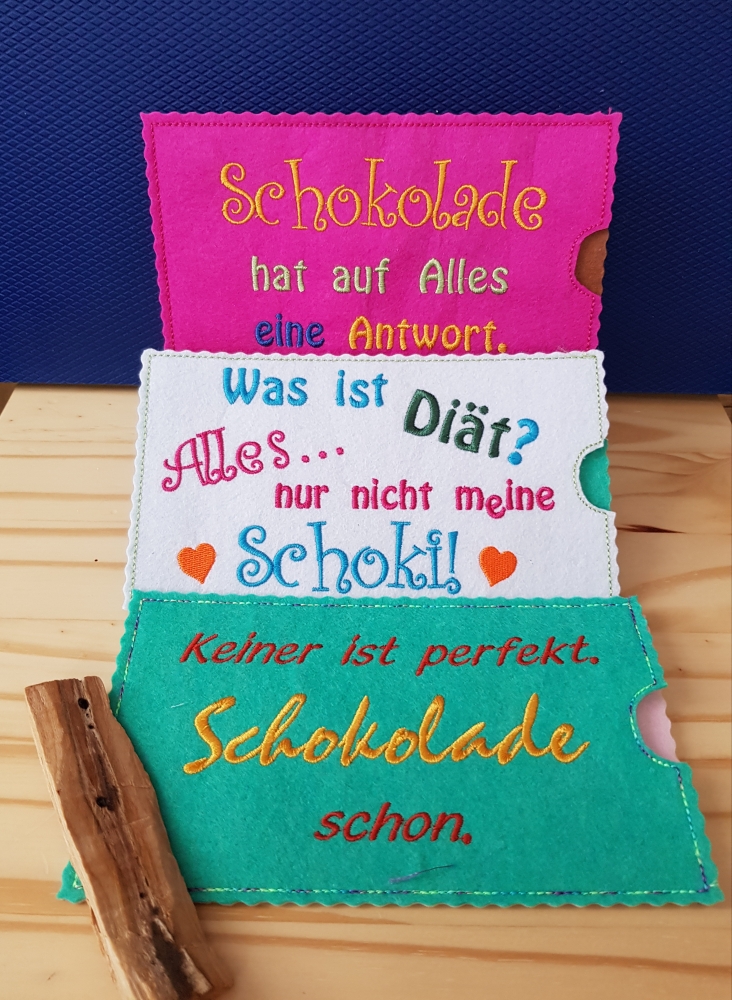 Schokolade
hat auf Alles
eine Antwort.
Was ist Diät?
Alles...
nur nicht meine
Schoki!
Keiner ist perfekt.
Schokolade
schon.